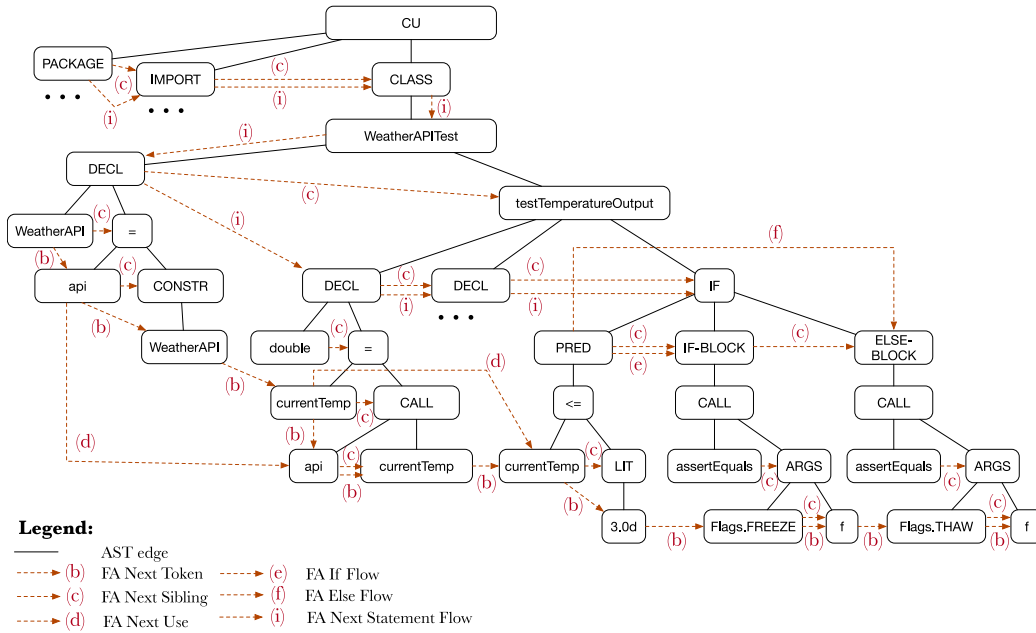 CU
PACKAGE
IMPORT
CLASS
(c)
(c)
(i)
(i)
(i)
• • •
• • •
WeatherAPITest
(i)
DECL
(c)
testTemperatureOutput
WeatherAPI
(c)
=
(i)
(f)
(b)
api
(c)
CONSTR
DECL
(c)
(i)
DECL
(c)
(i)
IF
• • •
(b)
WeatherAPI
double
(c)
=
PRED
(c)
(e)
IF-BLOCK
(c)
ELSE-
BLOCK
(b)
(d)
currentTemp
(c)
CALL
<=
CALL
CALL
(b)
(d)
api
(c)
(b)
currentTemp
(b)
currentTemp
(c)
LIT
assertEquals
(c)
ARGS
assertEquals
(c)
ARGS
(b)
3.0d
(b)
Flags.FREEZE
(c)
(b)
f
(b)
Flags.THAW
(c)
(b)
f
Legend:
AST edge
(b) FA Next Token
(e) FA If Flow
(c) FA Next Sibling
(f) FA Else Flow
(d) FA Next Use
(i) FA Next Statement Flow